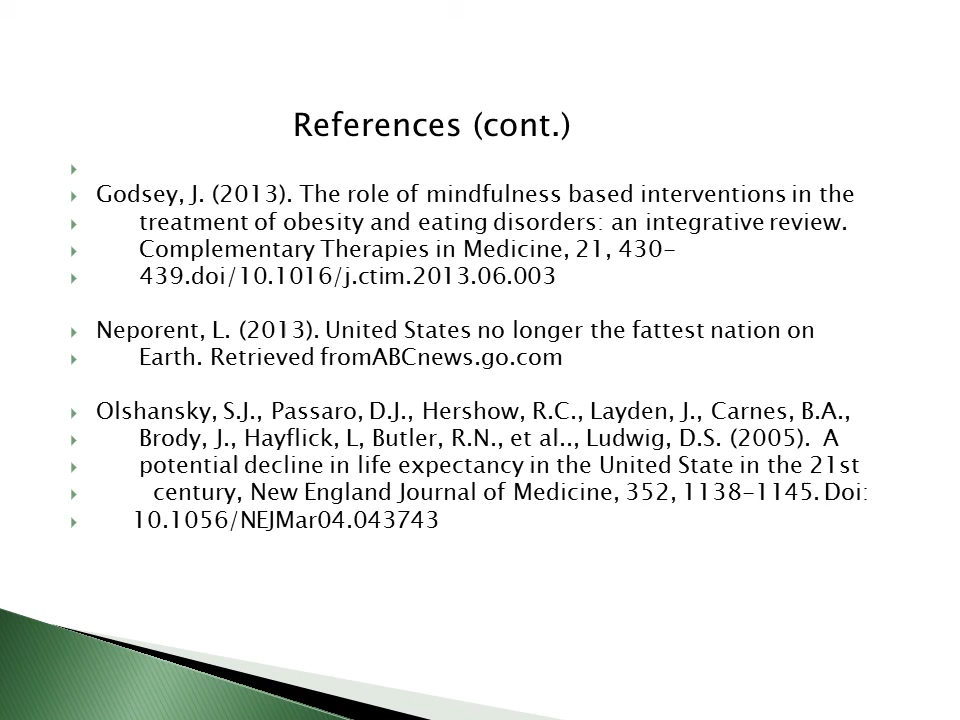 References (cont.)
Godsey, J. (2013). The role of mindfulness based interventions in the
treatment of obesity and eating disorders: an integrative review.
Complementary Therapies in Medicine, 21, 430-
439.doi/10.1016/j.ctim.2013.06.003
Neporent, L. (2013). United States no longer the fattest nation on
Earth. Retrieved fromABCnews.go.com
Olshansky, S.J., Passaro, D.J., Hershow, R.C., Layden, J., Carnes, B.A.,
Brody, J., Hayflick, L, Butler, R.N., et al.., Ludwig, D.S. (2005). A
potential decline in life expectancy in the United State in the 21st
century, New England Journal of Medicine, 352, 1138-1145. Doi:
10.1056/NEJMar04.043743